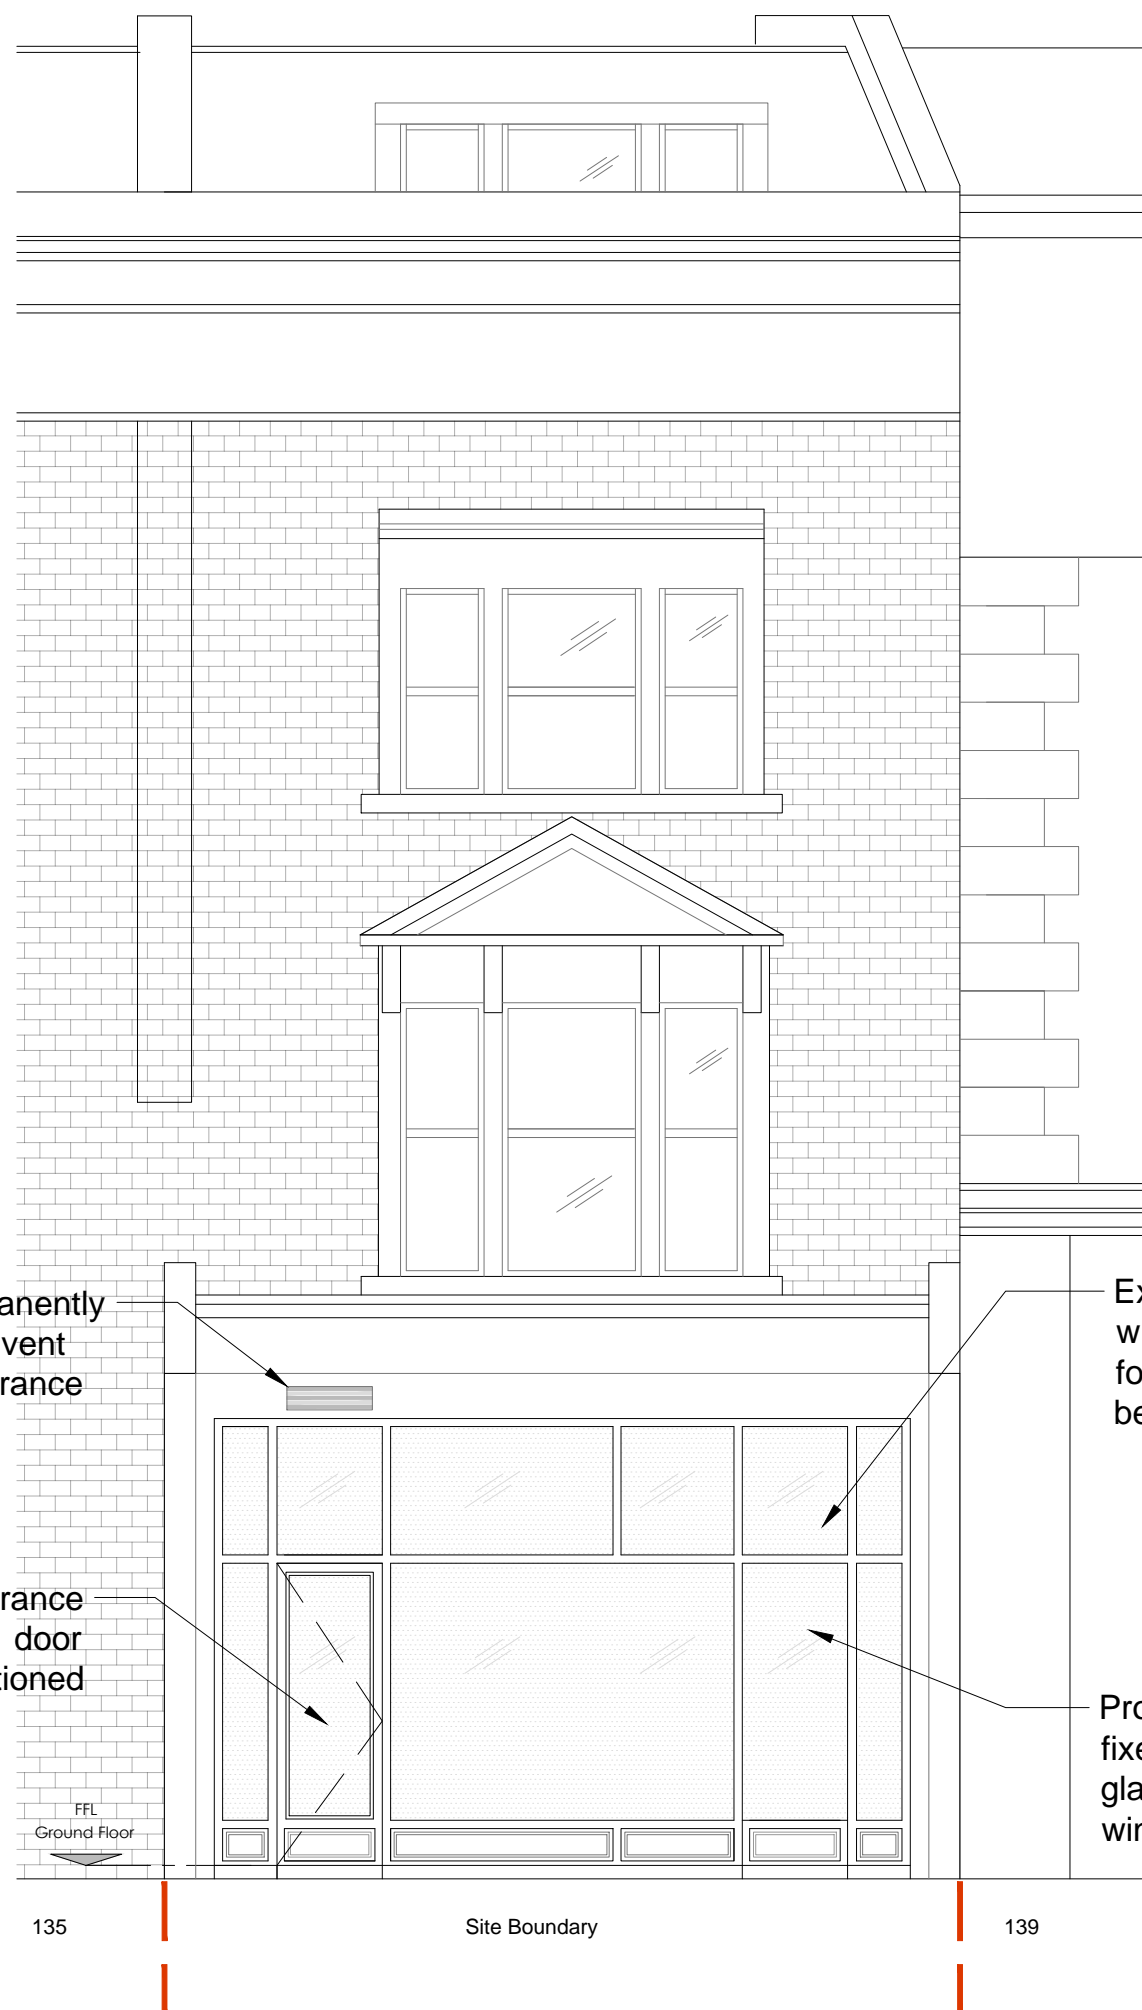 anently
vent
rance
Ex
w
fo
be
rance
door
tioned
Pro
fixe
gla
win
FFL
Ground Floor
135
Site Boundary
139